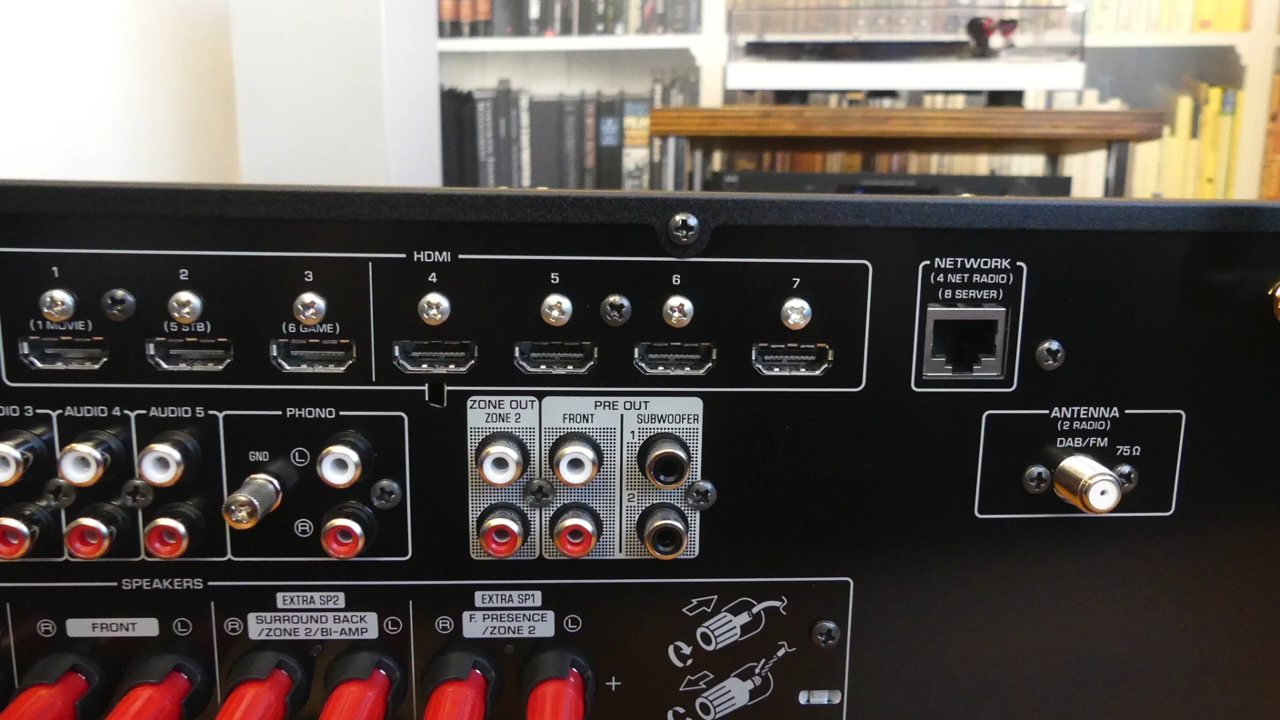 HDMI
1
2
3
4
5
6
7
(1 MOVIE)
(5 STB)
(6 GAME)
NETWORK
(4 NET RADIO)
(8 SERVER)
DIO 3
AUDIO 4
AUDIO 5
PHONO
GND
L
R
ZONE OUT
ZONE 2
PRE OUT
FRONT
SUBWOOFER
1
2
ANTENNA
(2 RADIO)
DAB/FM
75Ω
SPEAKERS
EXTRA SP2
EXTRA SP1
R FRONT L
R SURROUND BACK L
/ZONE 2/BI-AMP
R F. PRESENCE L
/ZONE 2
+